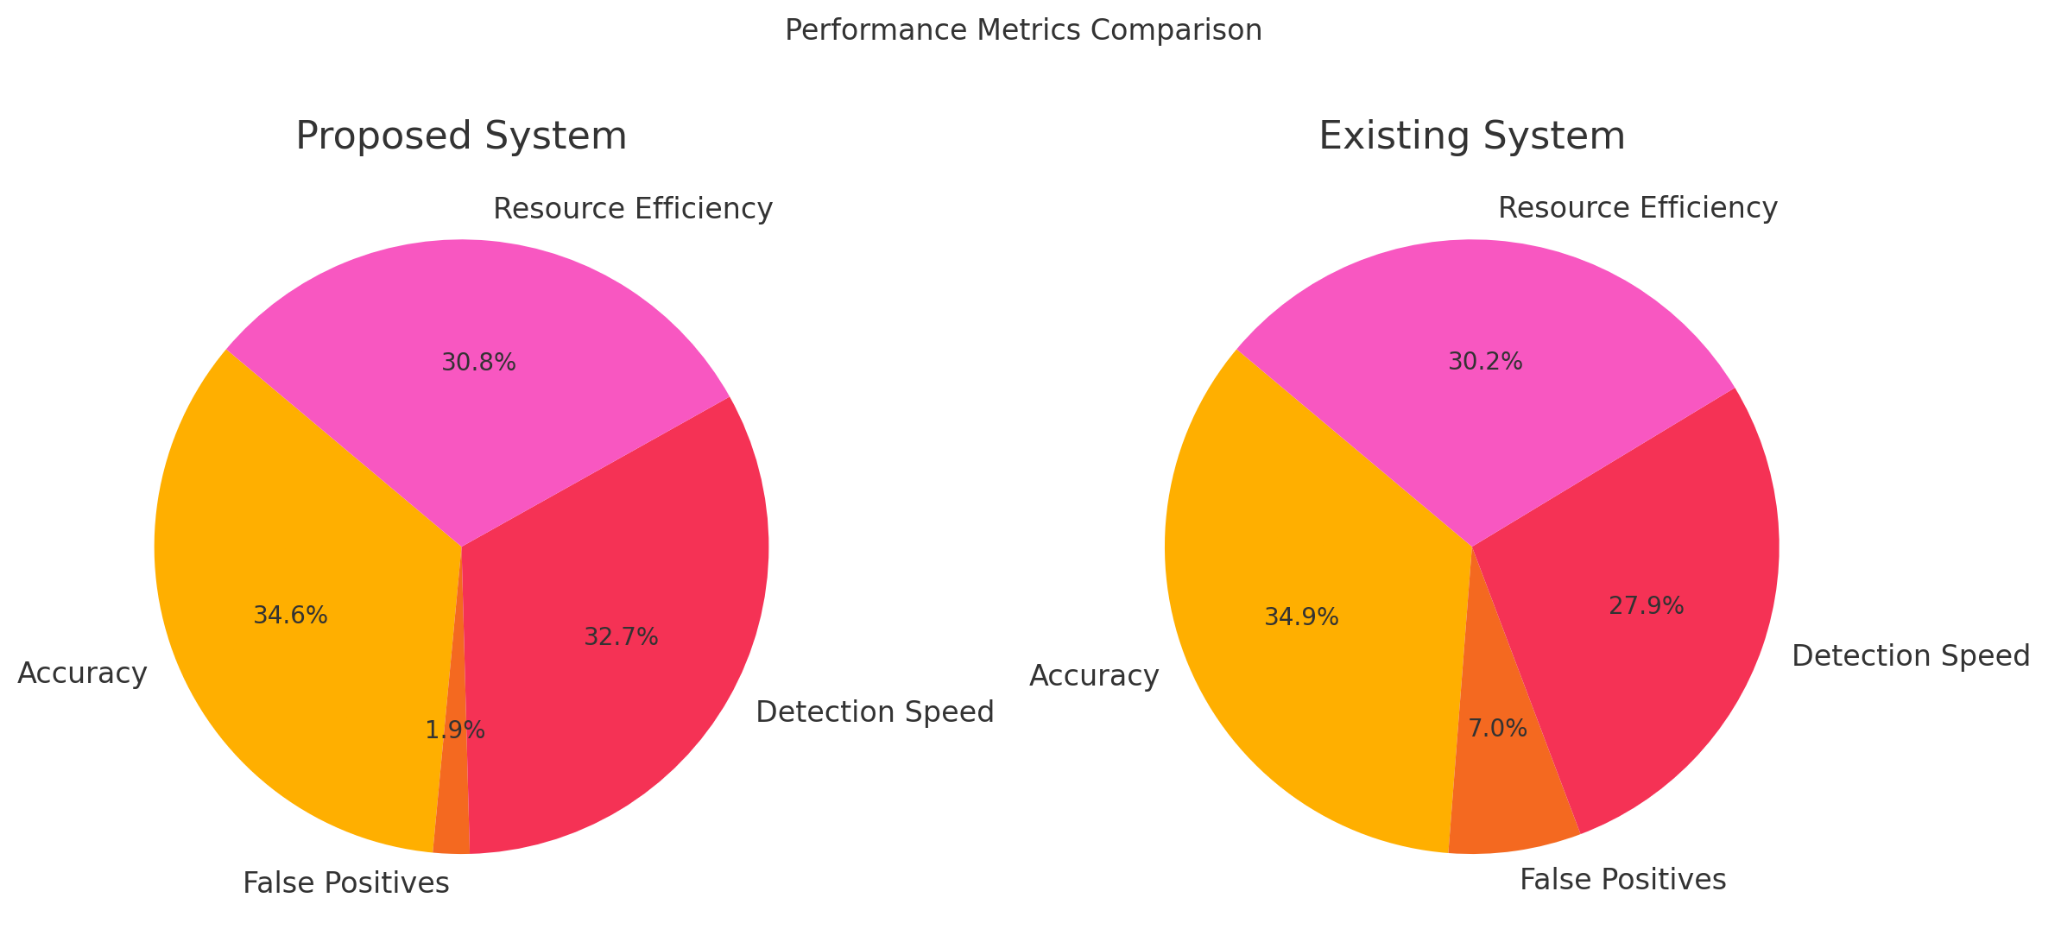 Performance Metrics Comparison
Proposed System
Resource Efficiency
30.8%
34.6%
32.7%
Accuracy
Detection Speed
1.9%
False Positives
Existing System
Resource Efficiency
30.2%
34.9%
27.9%
Accuracy
Detection Speed
7.0%
False Positives